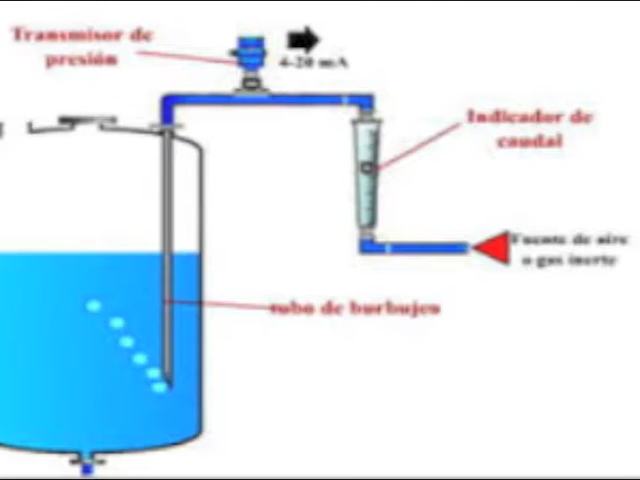 Transmisor de
presión
4-20 mA
Indicador de
caudal
Fuente de aire
o gas inerte
tubo de burbujeo